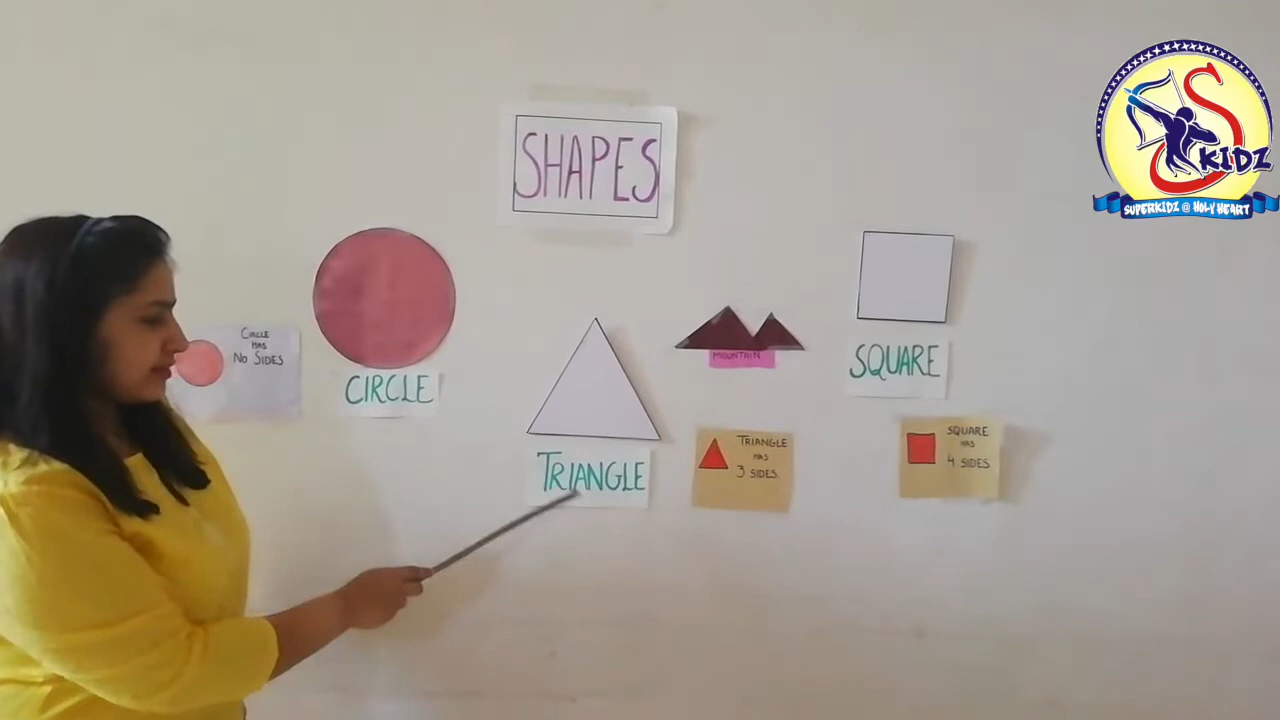 SHAPES
CIRCLE
HAS
NO SIDES
CIRCLE
TRIANGLE
MOUNTAIN
TRIANGLE
HAS
3 SIDES
SQUARE
SQUARE
HAS
4 SIDES
S KIDZ
SUPERKIDZ @ HOLY HEART